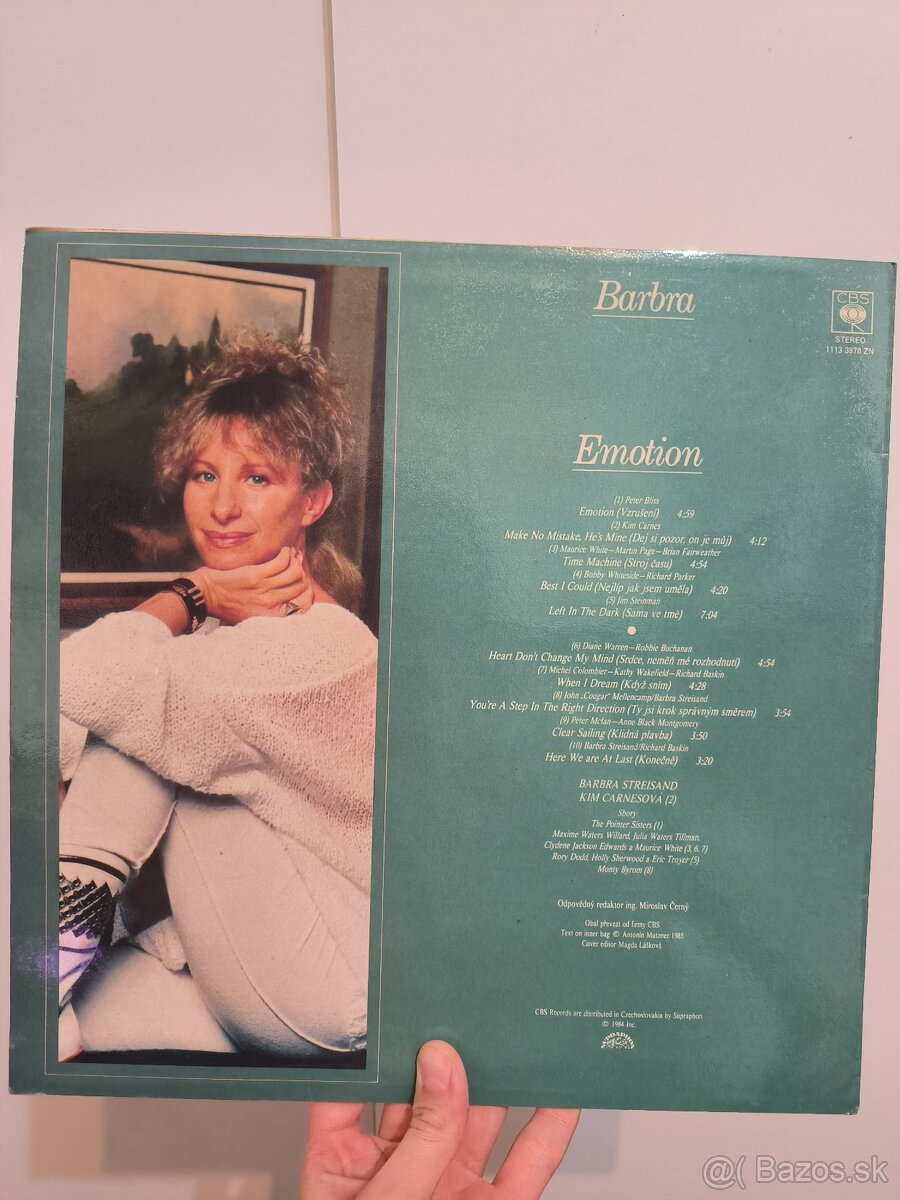 Barbra
CBS
STEREO
1113 3978 ZN
Emotion
(1) Peter Bliss
Emotion (Vzrušení) 4:59
(2) Kim Carnes
Make No Mistake, He's Mine (Dej si pozor, on je můj) 4:12
(3) Maurice White—Martin Page—Brian Fairweather
Time Machine (Stroj času) 4:54
(4) Bobby Whiteside—Richard Parker
Best I Could (Nejlíp jak jsem uměla) 4:20
(5) Jim Steinman
Left In The Dark (Sama ve tmě) 7:04
(6) Diane Warren—Robbie Buchanan
Heart Don't Change My Mind (Srdce, neměň mé rozhodnutí) 4:54
(7) Michel Colombier—Kathy Wakefield—Richard Baskin
When I Dream (Když sním) 4:28
(8) John „Cougar" Mellencamp/Barbra Streisand
You're A Step In The Right Direction (Ty jsi krok správným směrem) 3:54
(9) Peter McIan—Anne Black Montgomery
Clear Sailing (Klidná plavba) 3:50
(10) Barbra Streisand/Richard Baskin
Here We are At Last (Konečně) 3:20
BARBRA STREISAND
KIM CARNESOVÁ (2)
Sbory
The Pointer Sisters (1)
Maxime Waters Willard, Julia Waters Tillman,
Clydene Jackson Edwards a Maurice White (3, 6, 7)
Rory Dodd, Holly Sherwood a Eric Troyer (5)
Monty Byrom (8)
Odpovědný redaktor ing. Miroslav Černý
Obal převzat od firmy CBS
Text on inner bag © Antonín Matzner 1985
Cover editor Magda Lášková
CBS Records are distributed in Czechoslovakia by Supraphon
© 1984 Inc.
SUPRAPHON
@( Bazos.sk